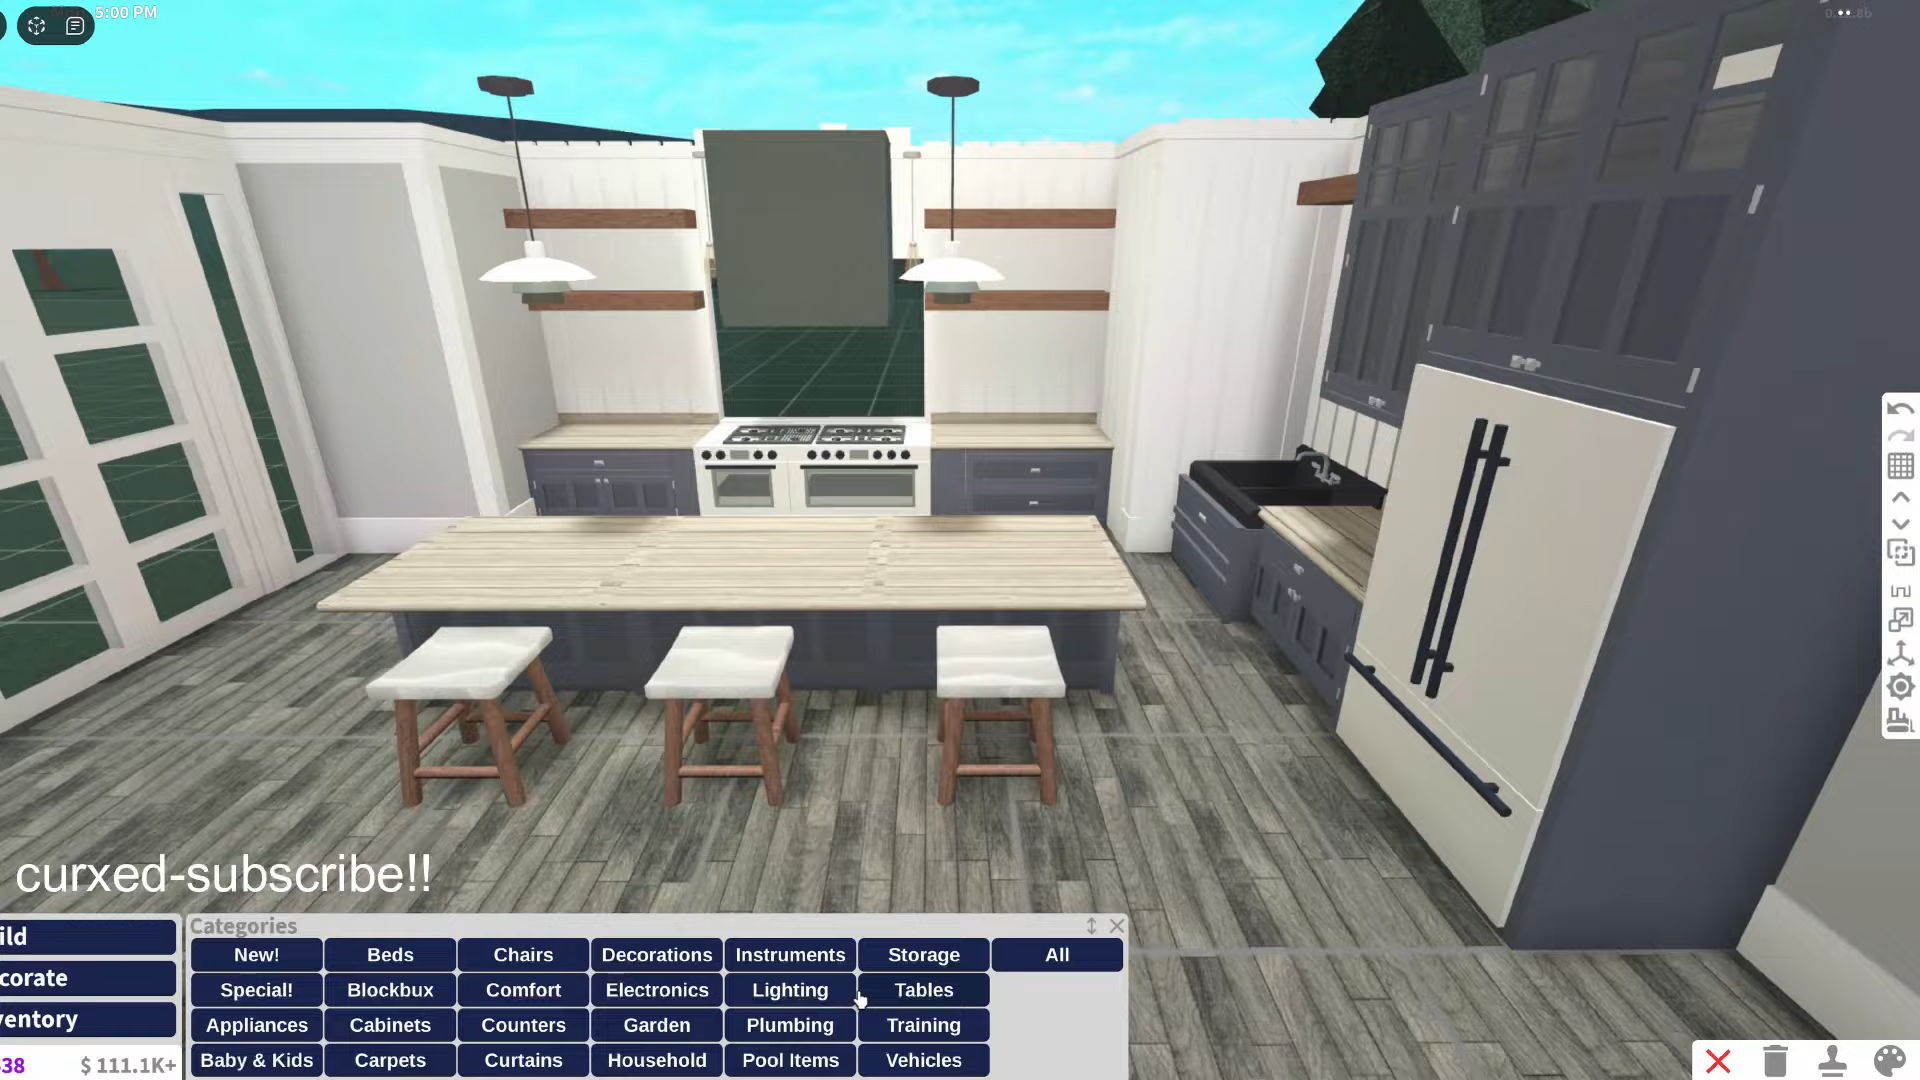 5:00 PM
curxed-subscribe!!
ild
corate
ventory
38 $ 111.1K+
Categories
New! Beds Chairs Decorations Instruments Storage All
Special! Blockbux Comfort Electronics Lighting Tables
Appliances Cabinets Counters Garden Plumbing Training
Baby & Kids Carpets Curtains Household Pool Items Vehicles